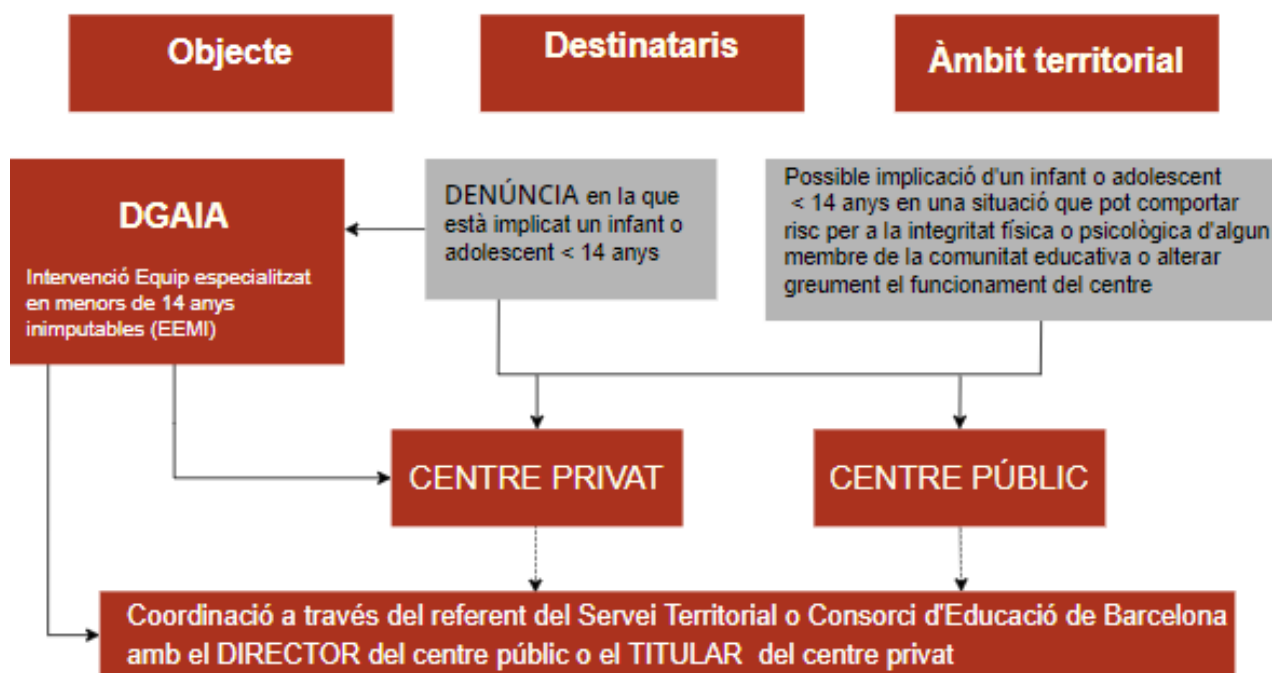 Objecte
Destinataris
Àmbit territorial
DGAIA
Intervenció Equip especialitzat
en menors de 14 anys
inimputables (EEMI)
DENÚNCIA en la que
està implicat un infant o
adolescent < 14 anys
Possible implicació d'un infant o adolescent
< 14 anys en una situació que pot comportar
risc per a la integritat física o psicològica d'algun
membre de la comunitat educativa o alterar
greument el funcionament del centre
CENTRE PRIVAT
CENTRE PÚBLIC
Coordinació a través del referent del Servei Territorial o Consorci d'Educació de Barcelona
amb el DIRECTOR del centre públic o el TITULAR del centre privat